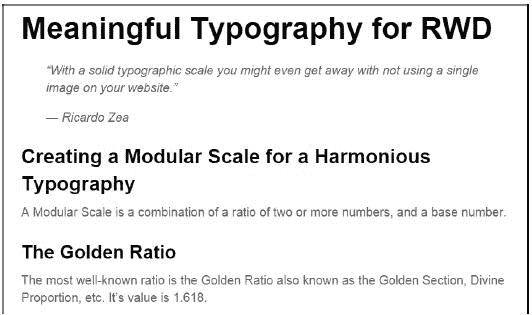 Meaningful Typography for RWD
“With a solid typographic scale you might even get away with not using a single
image on your website.”
— Ricardo Zea
Creating a Modular Scale for a Harmonious
Typography
A Modular Scale is a combination of a ratio of two or more numbers, and a base number.
The Golden Ratio
The most well-known ratio is the Golden Ratio also known as the Golden Section, Divine
Proportion, etc. It’s value is 1.618.